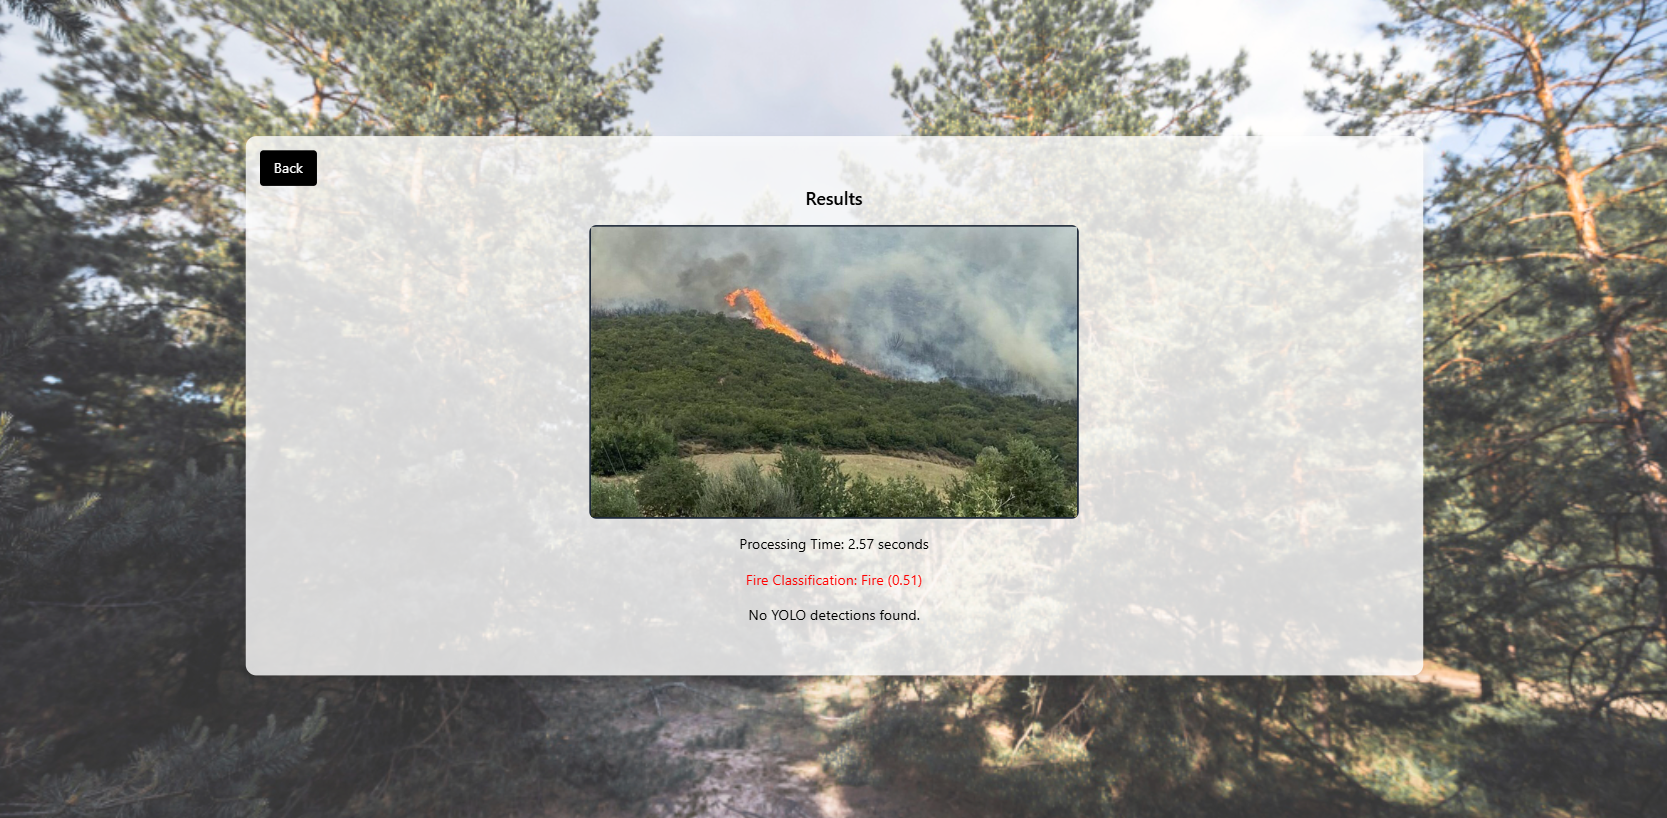 Back
Results
Processing Time: 2.57 seconds
Fire Classification: Fire (0.51)
No YOLO detections found.